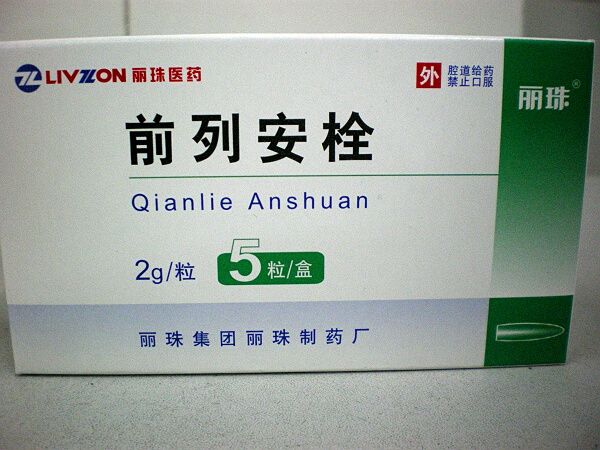 LIVZON 丽珠医药
外 腔道给药
禁止口服
丽珠®
前列安栓
Qianlie Anshuan
2g/粒 5粒/盒
丽珠集团丽珠制药厂